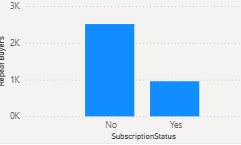 3K
2K
1K
0K
Repeat Buyers
No Yes
SubscriptionStatus